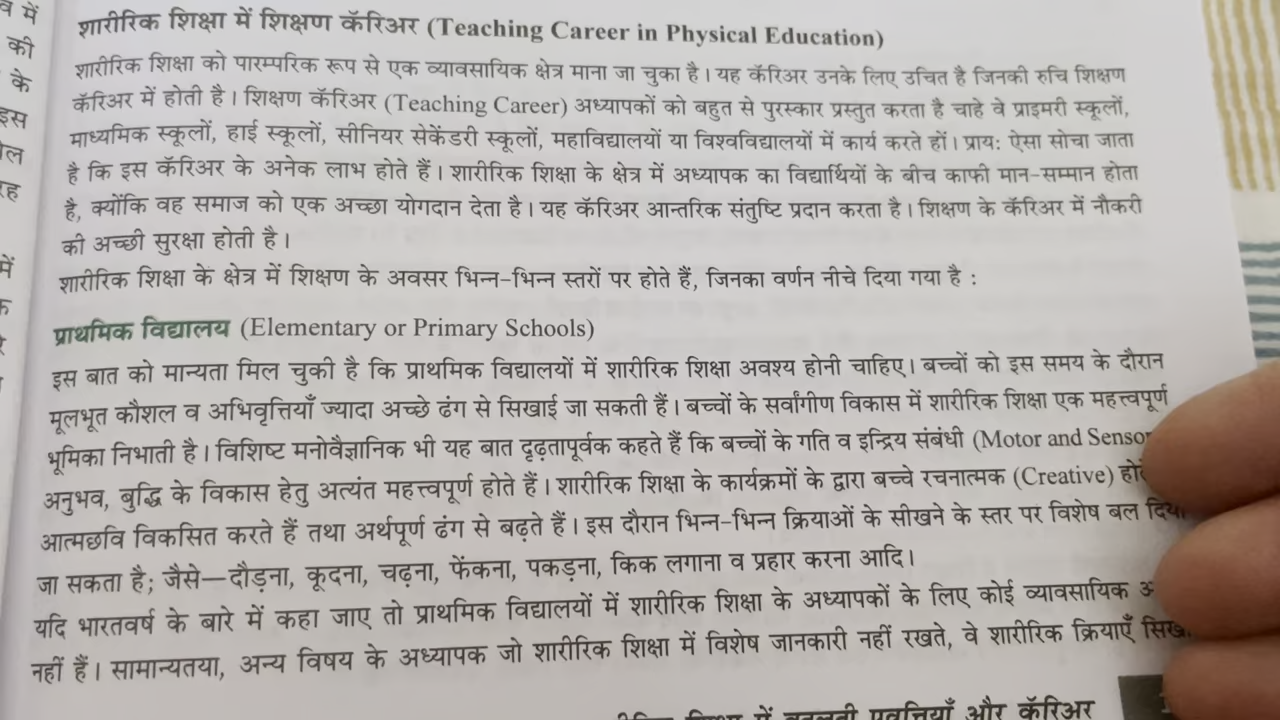 शारीरिक शिक्षा में शिक्षण कॅरिअर (Teaching Career in Physical Education)
शारीरिक शिक्षा को पारम्परिक रूप से एक व्यावसायिक क्षेत्र माना जा चुका है। यह कॅरिअर उनके लिए उचित है जिनकी रुचि शिक्षण
कॅरिअर में होती है। शिक्षण कॅरिअर (Teaching Career) अध्यापकों को बहुत से पुरस्कार प्रस्तुत करता है चाहे वे प्राइमरी स्कूलों,
माध्यमिक स्कूलों, हाई स्कूलों, सीनियर सेकेंडरी स्कूलों, महाविद्यालयों या विश्वविद्यालयों में कार्य करते हों। प्राय: ऐसा सोचा जाता
है कि इस कॅरिअर के अनेक लाभ होते हैं। शारीरिक शिक्षा के क्षेत्र में अध्यापक का विद्यार्थियों के बीच काफी मान-सम्मान होता
है, क्योंकि वह समाज को एक अच्छा योगदान देता है। यह कॅरिअर आन्तरिक संतुष्टि प्रदान करता है। शिक्षण के कॅरिअर में नौकरी
की अच्छी सुरक्षा होती है।
शारीरिक शिक्षा के क्षेत्र में शिक्षण के अवसर भिन्न-भिन्न स्तरों पर होते हैं, जिनका वर्णन नीचे दिया गया है :
प्राथमिक विद्यालय (Elementary or Primary Schools)
इस बात को मान्यता मिल चुकी है कि प्राथमिक विद्यालयों में शारीरिक शिक्षा अवश्य होनी चाहिए। बच्चों को इस समय के दौरान
मूलभूत कौशल व अभिवृत्तियाँ ज्यादा अच्छे ढंग से सिखाई जा सकती हैं। बच्चों के सर्वांगीण विकास में शारीरिक शिक्षा एक महत्त्वपूर्ण
भूमिका निभाती है। विशिष्ट मनोवैज्ञानिक भी यह बात दृढ़तापूर्वक कहते हैं कि बच्चों के गति व इन्द्रिय संबंधी (Motor and
अनुभव, बुद्धि के विकास हेतु अत्यंत महत्त्वपूर्ण होते हैं। शारीरिक शिक्षा के कार्यक्रमों के द्वारा बच्चे रचनात्मक (Creative)
आत्मछवि विकसित करते हैं तथा अर्थपूर्ण ढंग से बढ़ते हैं। इस दौरान भिन्न-भिन्न क्रियाओं के सीखने के स्तर पर विशेष बल
जा सकता है; जैसे—दौड़ना, कूदना, चढ़ना, फेंकना, पकड़ना, किक लगाना व प्रहार करना आदि।
यदि भारतवर्ष के बारे में कहा जाए तो प्राथमिक विद्यालयों में शारीरिक शिक्षा के अध्यापकों के लिए कोई व्यावसायिक
नहीं हैं। सामान्यतया, अन्य विषय के अध्यापक जो शारीरिक शिक्षा में विशेष जानकारी नहीं रखते, वे शारीरिक क्रियाएँ
और कॅरिअर